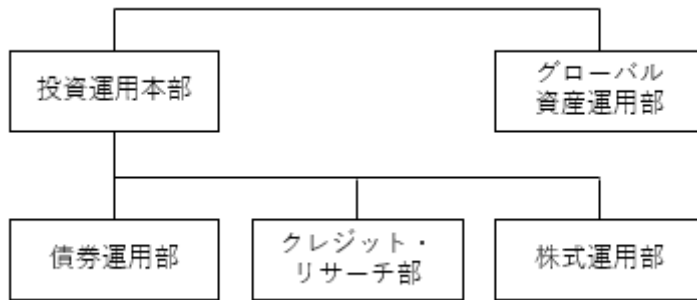 投資運用本部
グローバル
資産運用部
債券運用部
クレジット・
リサーチ部
株式運用部